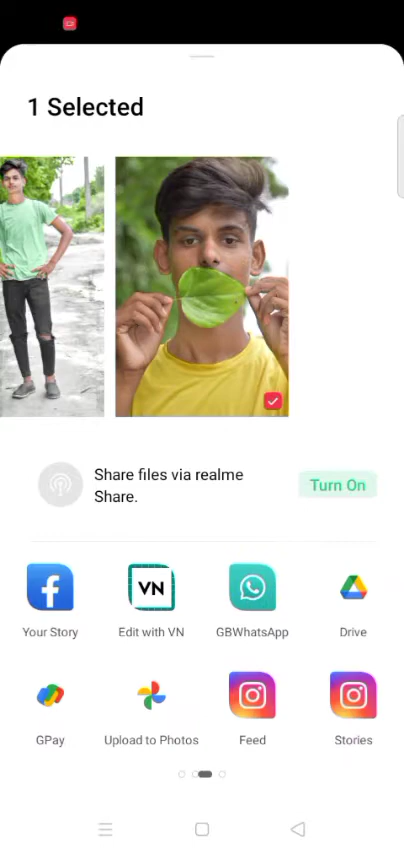 1 Selected
Share files via realme
Share.
Turn On
VN
Your Story
Edit with VN
GBWhatsApp
Drive
GPay
Upload to Photos
Feed
Stories